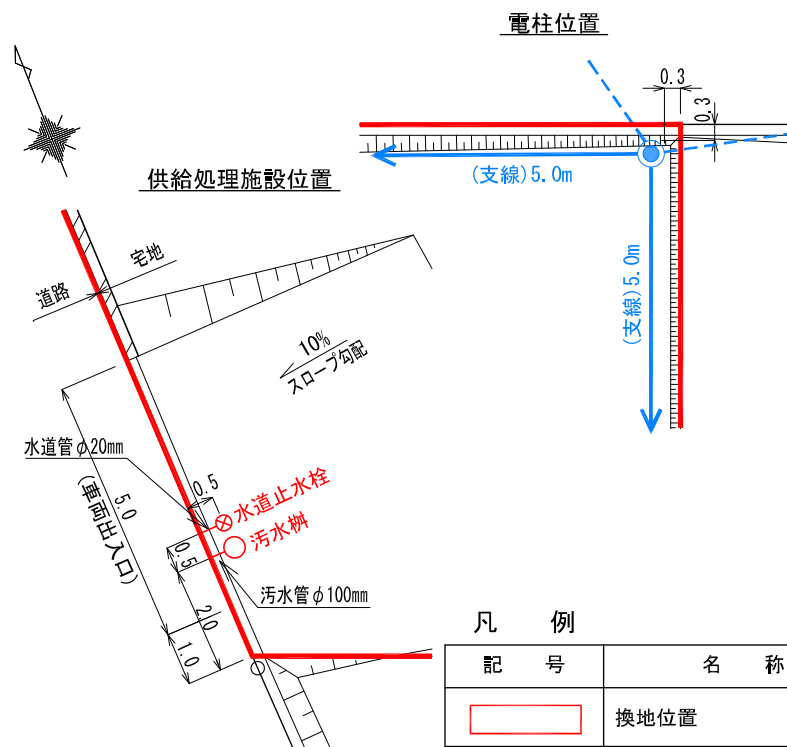 電柱位置
0.3
0.3
(支線)5.0m
(支線)5.0m
供給処理施設位置
宅地
道路
10%
スロープ勾配
水道管φ20mm
0.5
水道止水栓
汚水桝
5.0
(車両出入口)
0.5
汚水管φ100mm
2.0
1.0
凡 例
記 号 名 称
換地位置